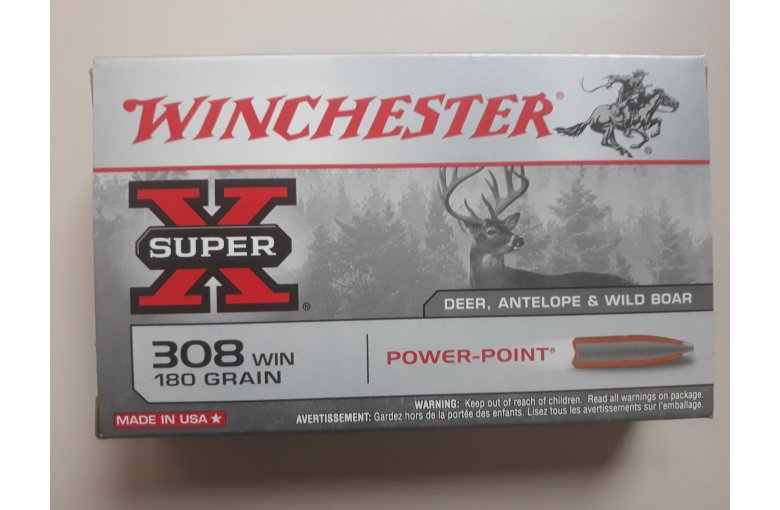 WINCHESTER®
X
SUPER
®
DEER, ANTELOPE & WILD BOAR
308 WIN
180 GRAIN
POWER-POINT®
WARNING: Keep out of reach of children. Read all warnings on package.
AVERTISSEMENT: Gardez hors de la portée des enfants. Lisez tous les avertissements sur l'emballage.
MADE IN USA